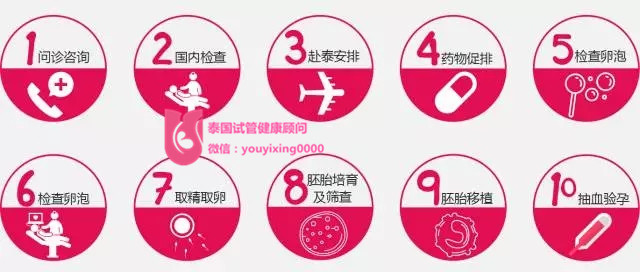 1 问诊咨询
2 国内检查
3 赴泰安排
4 药物促排
5 检查卵泡
泰国试管健康顾问
微信：youyixing0000
6 检查卵泡
7 取精取卵
8 胚胎培育
及筛查
9 胚胎移植
10 抽血验孕